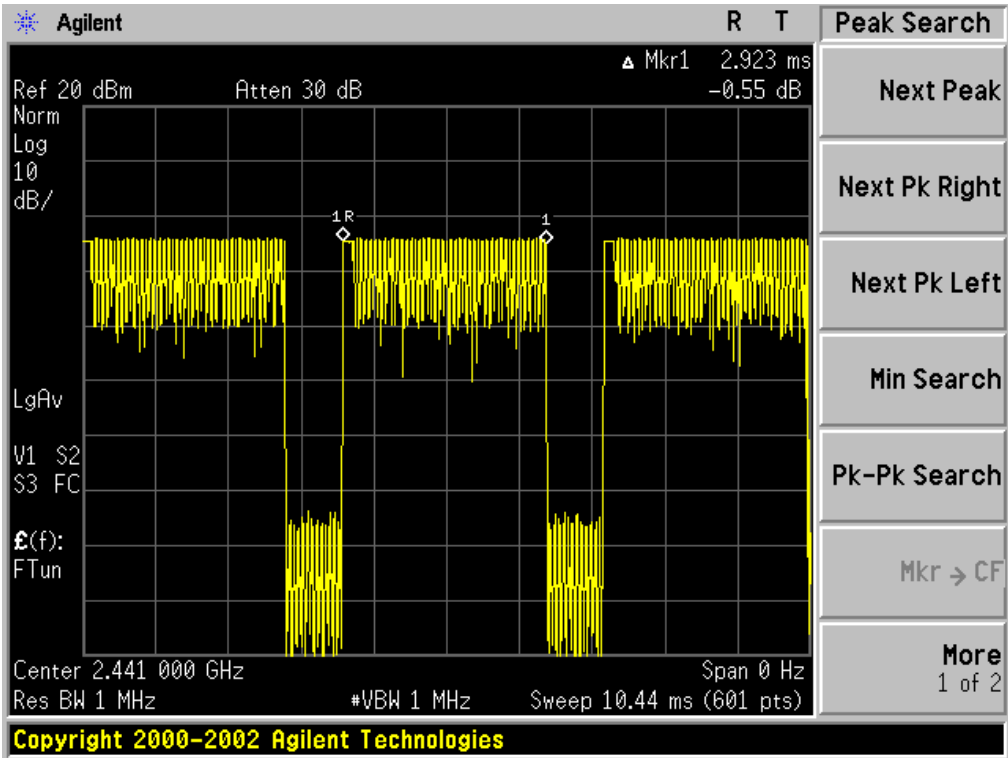 Agilent R T
Peak Search
▵ Mkr1 2.923 ms
Ref 20 dBm Atten 30 dB -0.55 dB
Norm
Log
10
dB/
1R
1
LgAv
V1 S2
S3 FC
£(f):
FTun
Center 2.441 000 GHz Span 0 Hz
Res BW 1 MHz #VBW 1 MHz Sweep 10.44 ms (601 pts)
Copyright 2000-2002 Agilent Technologies
Next Peak
Next Pk Right
Next Pk Left
Min Search
Pk-Pk Search
Mkr → CF
More
1 of 2